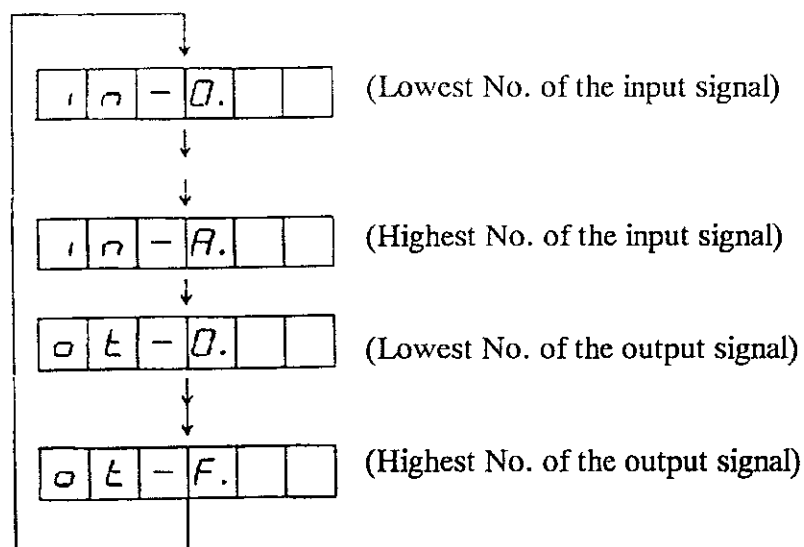 in-0. (Lowest No. of the input signal)
in-A. (Highest No. of the input signal)
ot-0. (Lowest No. of the output signal)
ot-F. (Highest No. of the output signal)